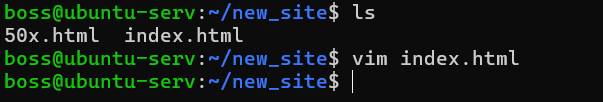 boss@ubuntu-serv:~/new_site$ ls
50x.html  index.html
boss@ubuntu-serv:~/new_site$ vim index.html
boss@ubuntu-serv:~/new_site$